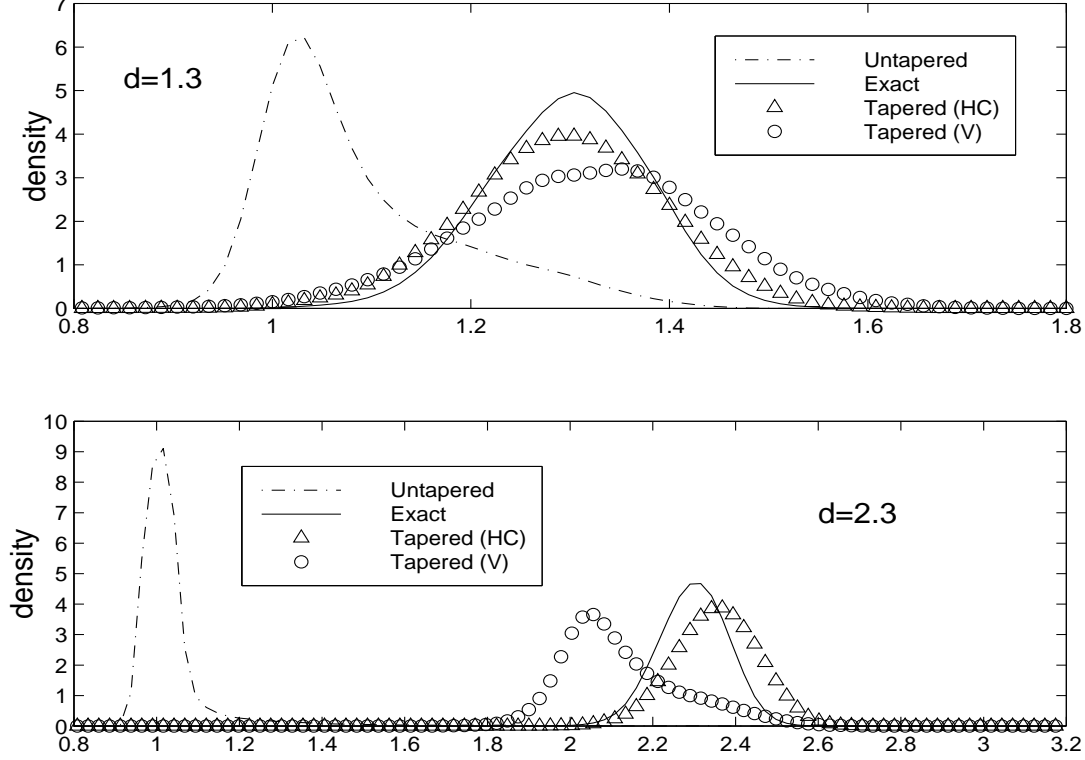 7
6
5
4
3
2
1
0
density
d=1.3
Untapered
Exact
Tapered (HC)
Tapered (V)
0.8 1 1.2 1.4 1.6 1.8
10
9
8
7
6
5
4
3
2
1
0
density
Untapered
Exact
Tapered (HC)
Tapered (V)
d=2.3
0.8 1 1.2 1.4 1.6 1.8 2 2.2 2.4 2.6 2.8 3 3.2